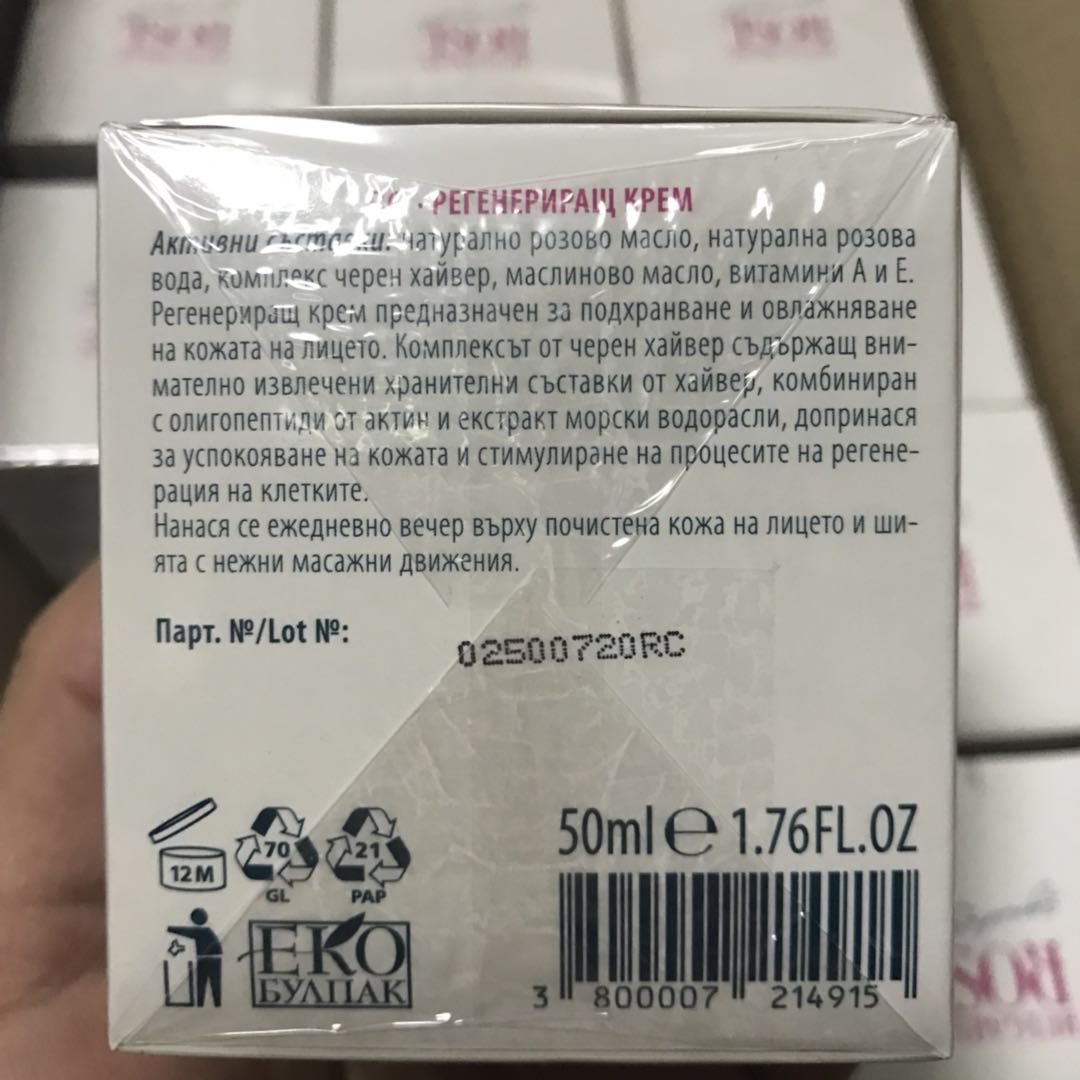 · РЕГЕНЕРИРАЩ КРЕМ
Активни съставки: натурално розово масло, натурална розова
вода, комплекс черен хайвер, маслиново масло, витамини А и Е.
Регенериращ крем предназначен за подхранване и овлажняване
на кожата на лицето. Комплексът от черен хайвер съдържащ вни-
мателно извлечени хранителни съставки от хайвер, комбиниран
с олигопептиди от актин и екстракт морски водорасли, допринася
за успокояване на кожата и стимулиране на процесите на регене-
рация на клетките.
Нанася се ежедневно вечер върху почистена кожа на лицето и ши-
ята с нежни масажни движения.
Парт. №/Lot №:
02500720RC
50ml ℮ 1.76FL.OZ
12M
70
GL
21
PAP
ЕКО
БУЛПАК
3 800007 214915